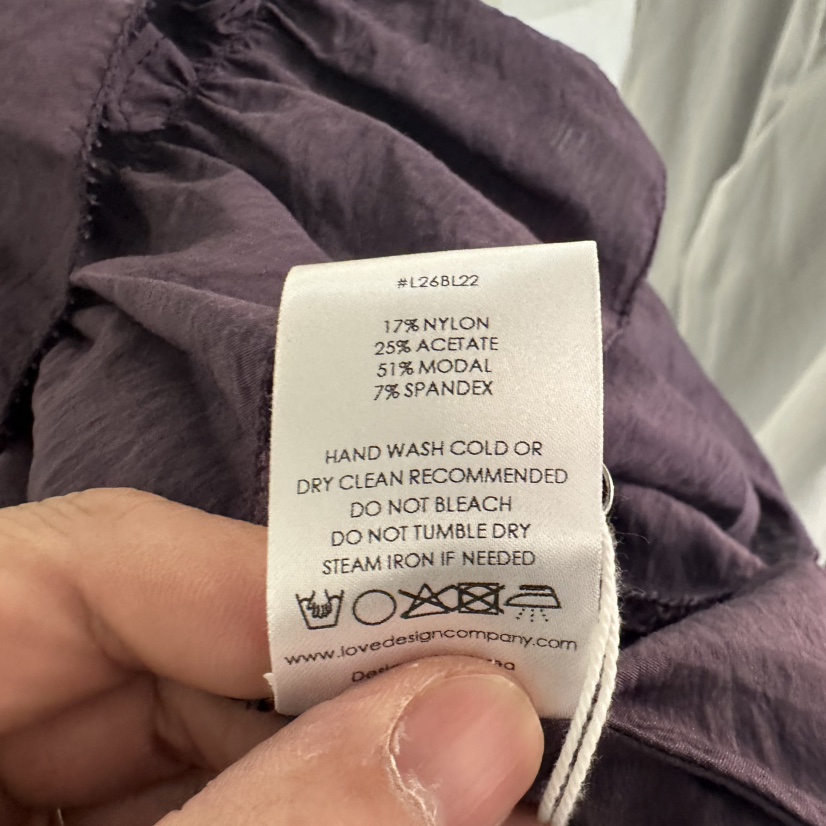 #L26BL22
17% NYLON
25% ACETATE
51% MODAL
7% SPANDEX
HAND WASH COLD OR
DRY CLEAN RECOMMENDED
DO NOT BLEACH
DO NOT TUMBLE DRY
STEAM IRON IF NEEDED
www.lovedesigncompany.com